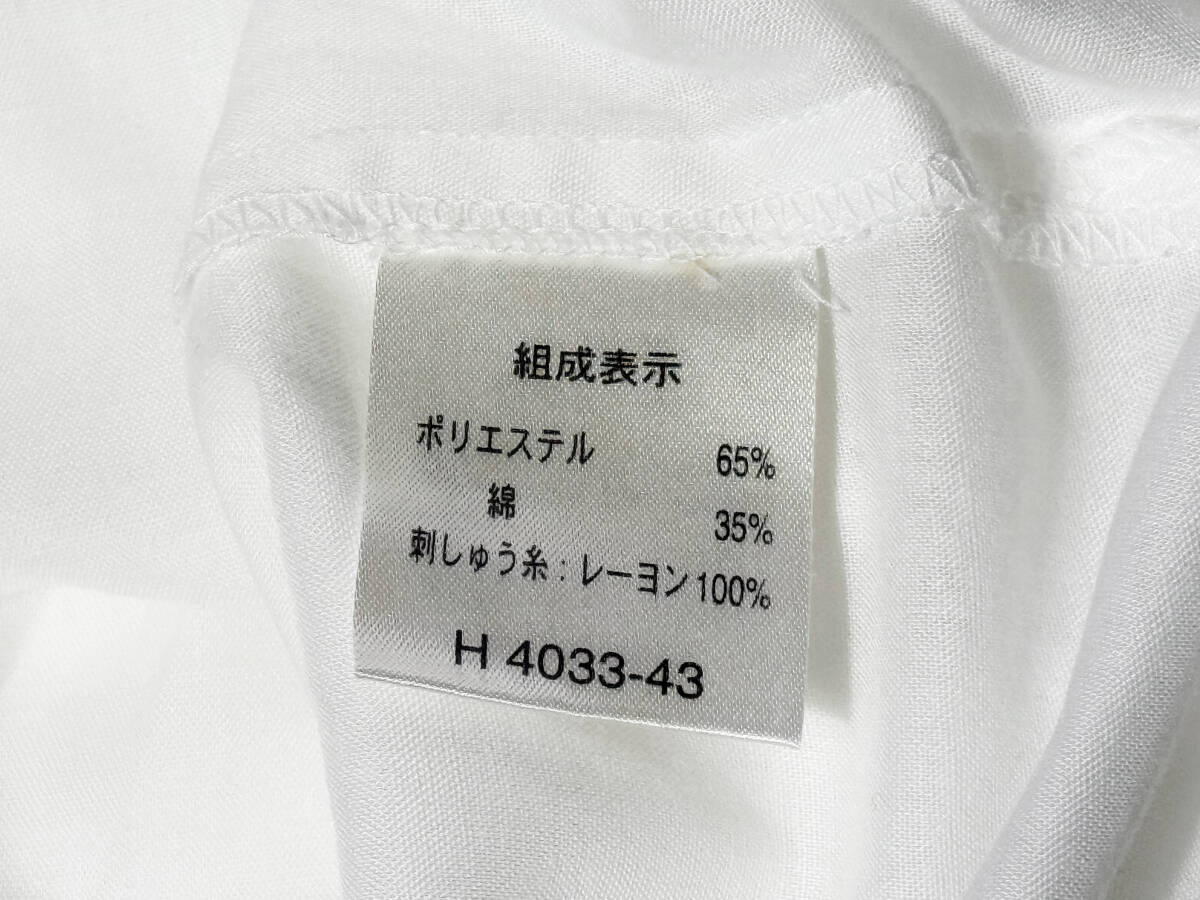 組成表示
ポリエステル 65%
綿 35%
刺しゅう糸：レーヨン100%
H 4033-43